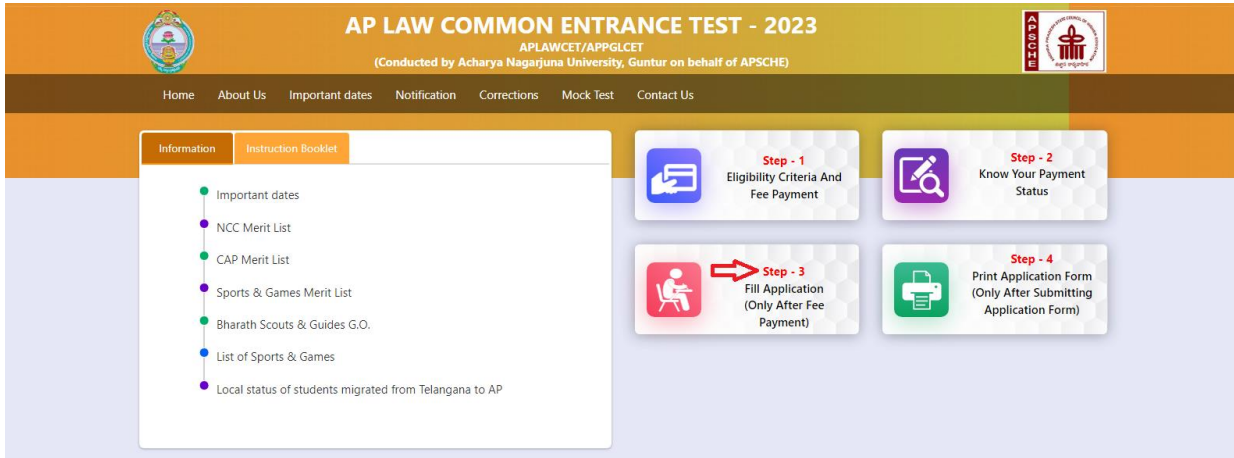 AP LAW COMMON ENTRANCE TEST - 2023
APLAWCET/APPGLCET
(Conducted by Acharya Nagarjuna University, Guntur on behalf of APSCHE)
APSCHE
Home About Us Important dates Notification Corrections Mock Test Contact Us
Information Instruction Booklet
Important dates
NCC Merit List
CAP Merit List
Sports & Games Merit List
Bharath Scouts & Guides G.O.
List of Sports & Games
Local status of students migrated from Telangana to AP
Step - 1
Eligibility Criteria And
Fee Payment
Step - 2
Know Your Payment
Status
Step - 3
Fill Application
(Only After Fee
Payment)
Step - 4
Print Application Form
(Only After Submitting
Application Form)